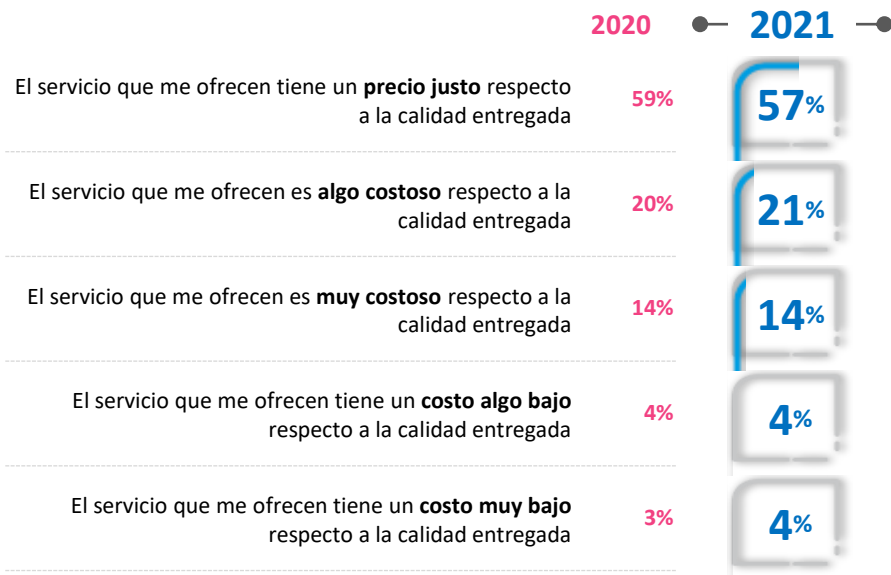 2020 2021
El servicio que me ofrecen tiene un precio justo respecto
a la calidad entregada
59%
57%
El servicio que me ofrecen es algo costoso respecto a la
calidad entregada
20%
21%
El servicio que me ofrecen es muy costoso respecto a la
calidad entregada
14%
14%
El servicio que me ofrecen tiene un costo algo bajo
respecto a la calidad entregada
4%
4%
El servicio que me ofrecen tiene un costo muy bajo
respecto a la calidad entregada
3%
4%